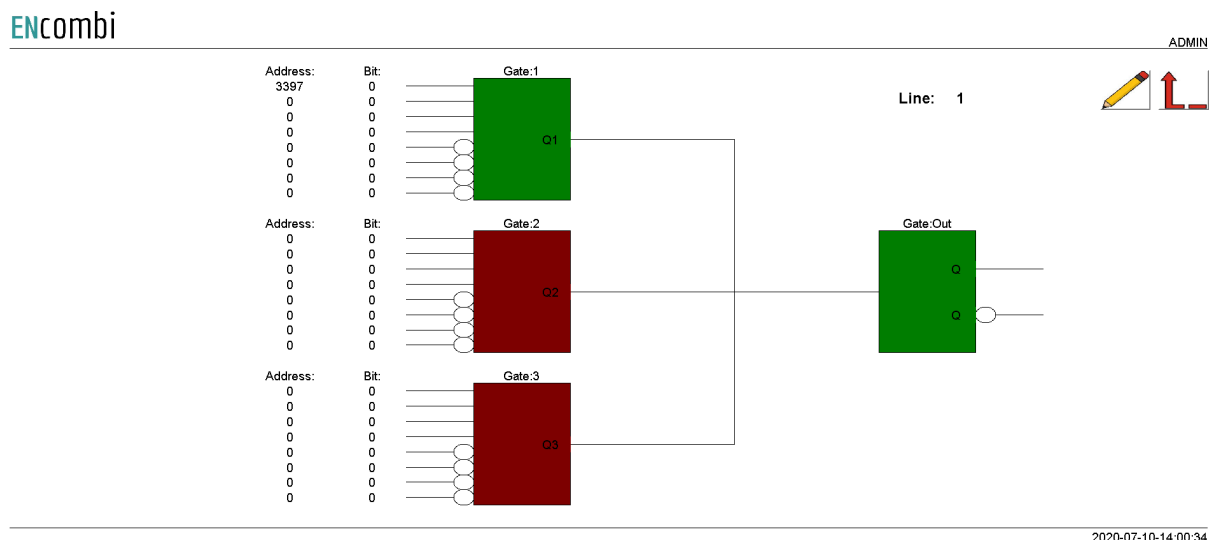 ENcombi
ADMIN
Address: Bit: Gate:1
3397 0
Line: 1
0 0
0 0
0 0
Q1
0 0
0 0
0 0
0 0
Address: Bit: Gate:2 Gate:Out
0 0
0 0
0 0 Q
0 0
0 0 Q2
0 0 Q
0 0
0 0
Address: Bit: Gate:3
0 0
0 0
0 0
0 0
0 0 Q3
0 0
0 0
0 0
2020-07-10-14:00:34